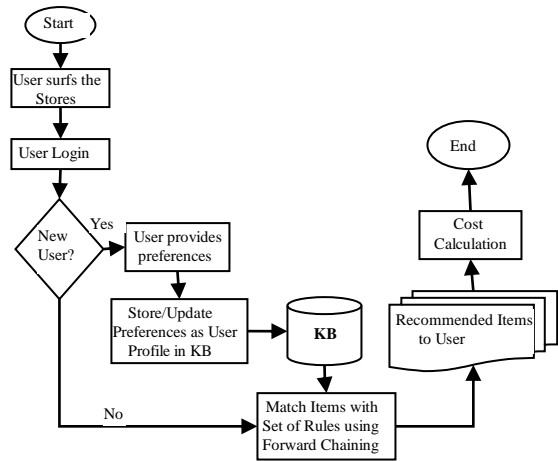 Start
User surfs the
Stores
User Login
New
User?
Yes
User provides
preferences
Store/Update
Preferences as User
Profile in KB
KB
No
Match Items with
Set of Rules using
Forward Chaining
Recommended Items
to User
Cost
Calculation
End